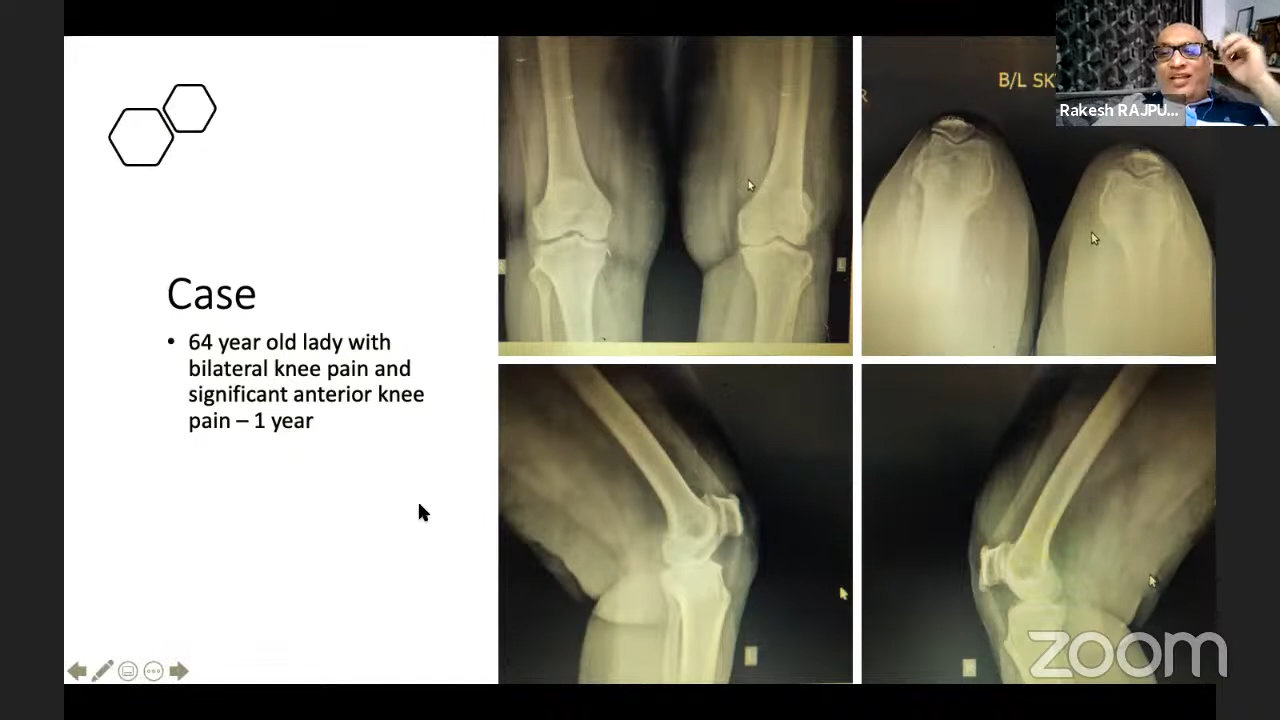 Case
• 64 year old lady with
bilateral knee pain and
significant anterior knee
pain – 1 year
B/L SK
Rakesh RAJPU...
R
L
L
zoom